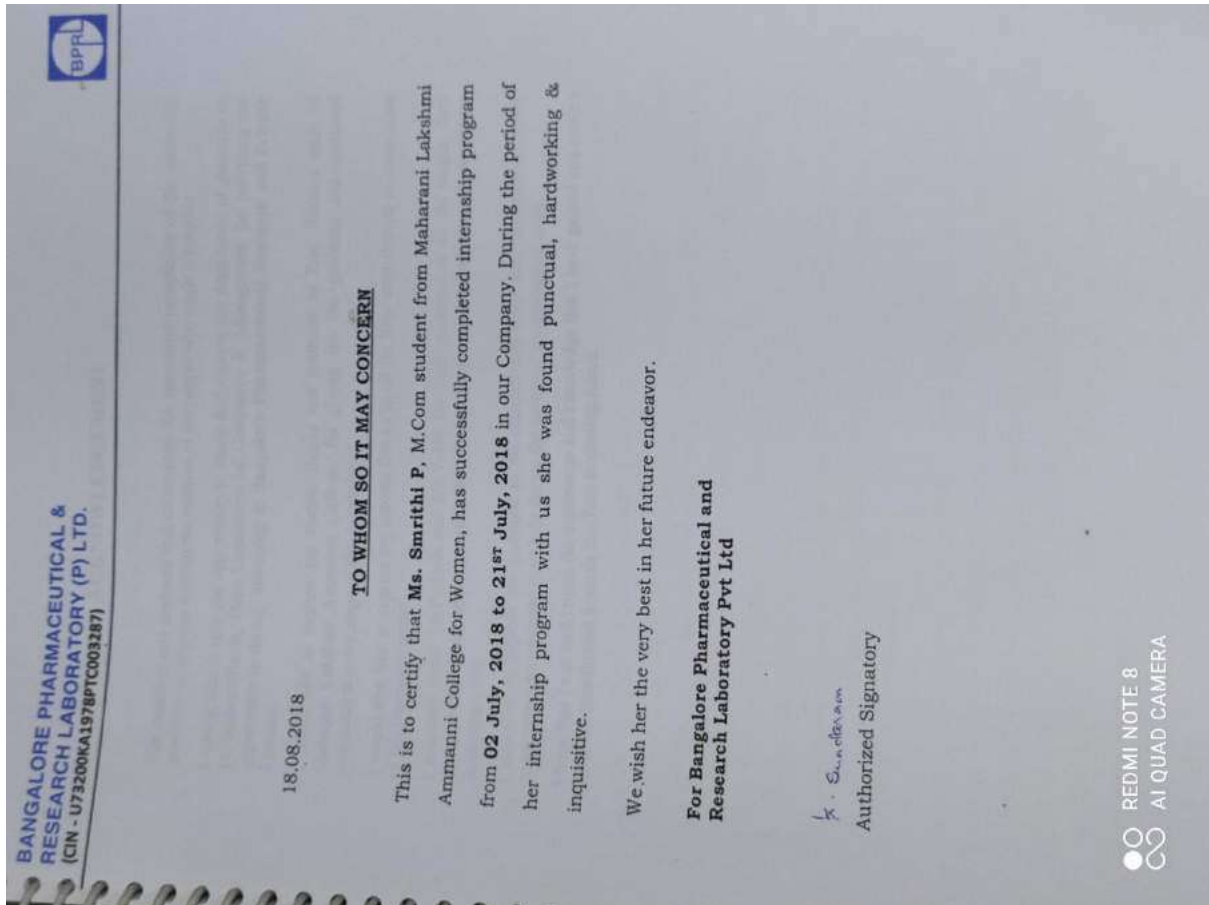 BANGALORE PHARMACEUTICAL &
RESEARCH LABORATORY (P) LTD.
(CIN - U73200KA1978PTC003287)
BPRL
18.08.2018
TO WHOM SO IT MAY CONCERN
This is to certify that Ms. Smrithi P, M.Com student from Maharani Lakshmi
Ammanni College for Women, has successfully completed internship program
from 02 July, 2018 to 21ST July, 2018 in our Company. During the period of
her internship program with us she was found punctual, hardworking &
inquisitive.
We wish her the very best in her future endeavor.
For Bangalore Pharmaceutical and
Research Laboratory Pvt Ltd
Sundaram
Authorized Signatory
REDMI NOTE 8
AI QUAD CAMERA